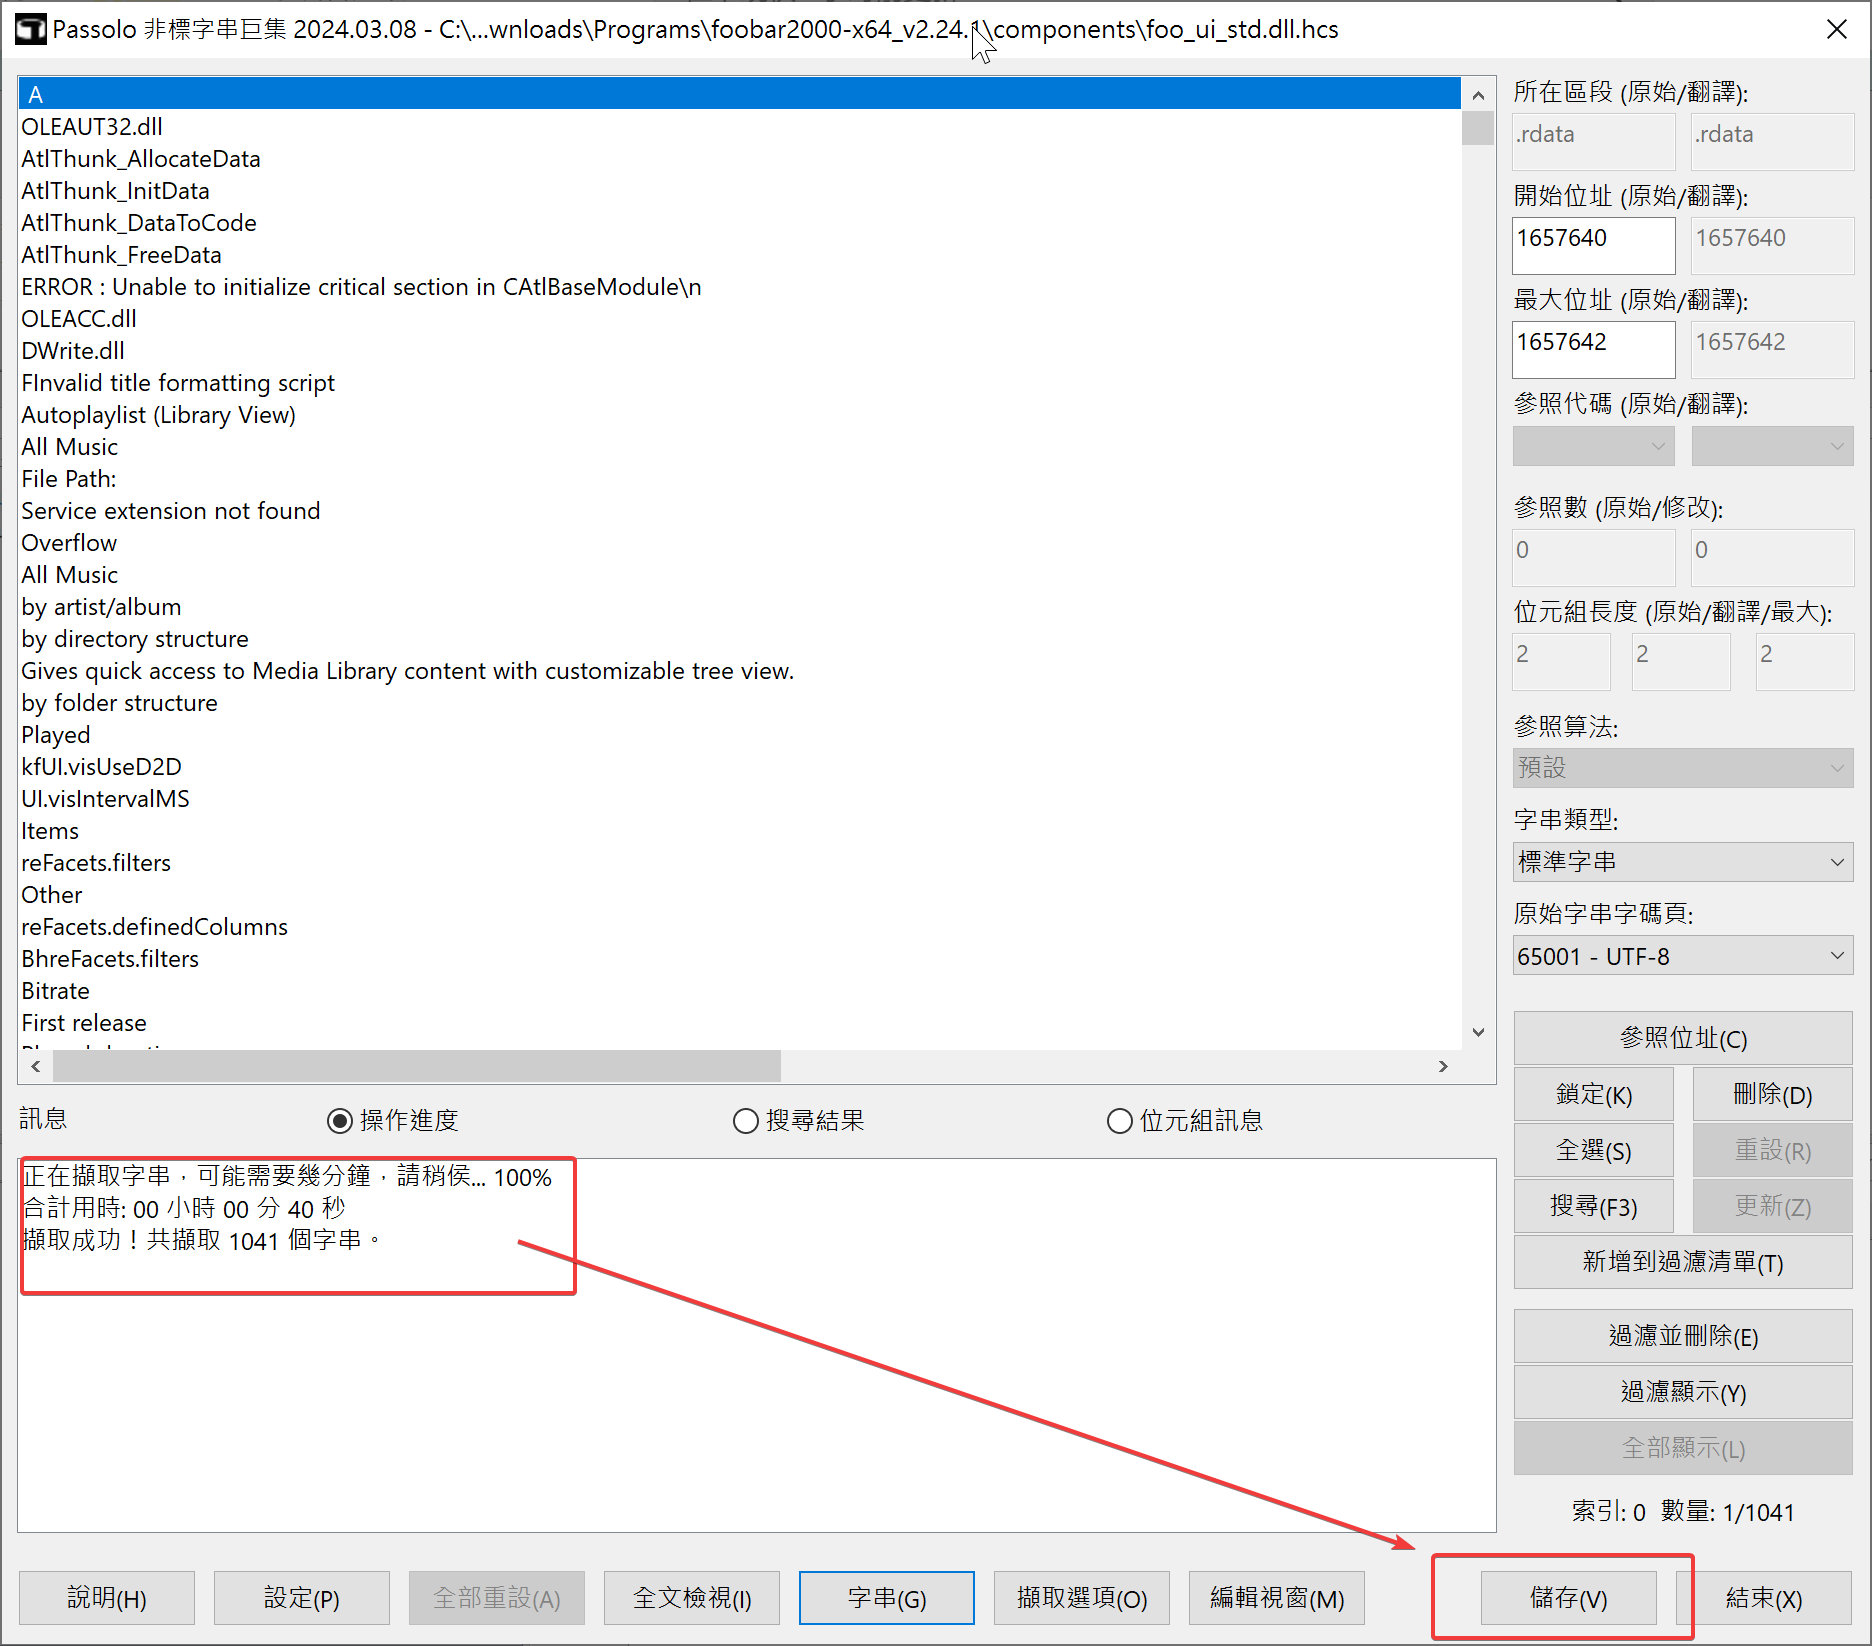 Passolo 非標字串巨集 2024.03.08 - C:\...wnloads\Programs\foobar2000-x64_v2.24.1\components\foo_ui_std.dll.hcs
A
OLEAUT32.dll
AtlThunk_AllocateData
AtlThunk_InitData
AtlThunk_DataToCode
AtlThunk_FreeData
ERROR : Unable to initialize critical section in CAtlBaseModule\n
OLEACC.dll
DWrite.dll
FInvalid title formatting script
Autoplaylist (Library View)
All Music
File Path:
Service extension not found
Overflow
All Music
by artist/album
by directory structure
Gives quick access to Media Library content with customizable tree view.
by folder structure
Played
kfUI.visUseD2D
UI.visIntervalMS
Items
reFacets.filters
Other
reFacets.definedColumns
BhreFacets.filters
Bitrate
First release
所在區段 (原始/翻譯):
.rdata .rdata
開始位址 (原始/翻譯):
1657640 1657640
最大位址 (原始/翻譯):
1657642 1657642
參照代碼 (原始/翻譯):
參照數 (原始/修改):
0 0
位元組長度 (原始/翻譯/最大):
2 2 2
參照算法:
預設
字串類型:
標準字串
原始字串字碼頁:
65001 - UTF-8
參照位址(C)
鎖定(K) 刪除(D)
全選(S) 重設(R)
搜尋(F3) 更新(Z)
新增到過濾清單(T)
過濾並刪除(E)
過濾顯示(Y)
全部顯示(L)
索引: 0 數量: 1/1041
訊息 操作進度 搜尋結果 位元組訊息
正在擷取字串，可能需要幾分鐘，請稍侯... 100%
合計用時: 00 小時 00 分 40 秒
擷取成功！共擷取 1041 個字串。
說明(H) 設定(P) 全部重設(A) 全文檢視(I) 字串(G) 擷取選項(O) 編輯視窗(M) 儲存(V) 結束(X)